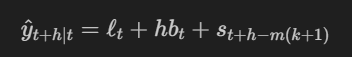 ŷ_{t+h|t} = ℓ_t + hb_t + s_{t+h−m(k+1)}